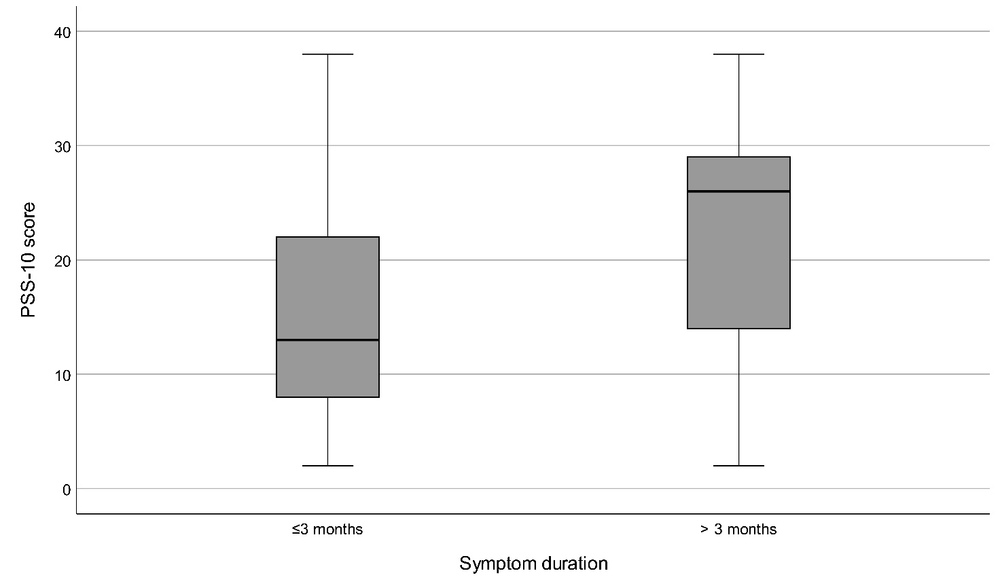 40
30
20
10
0
PSS-10 score
≤3 months
> 3 months
Symptom duration